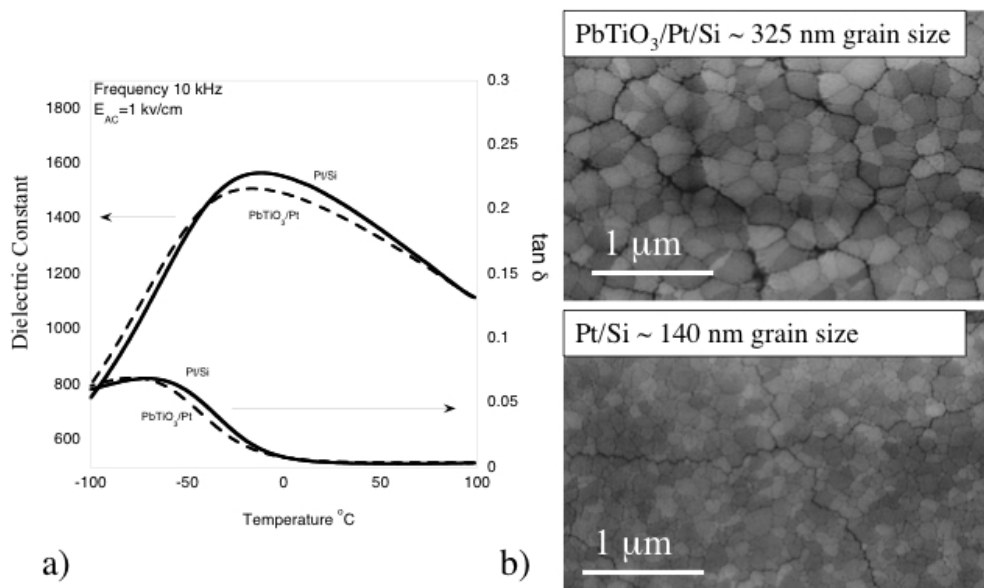 Frequency 10 kHz
E_AC=1 kv/cm
1800
1600
1400
1200
1000
800
600
Dielectric Constant
Pt/Si
PbTiO₃/Pt
Pt/Si
PbTiO₃/Pt
0.3
0.25
0.2
0.15
0.1
0.05
0
tan δ
-100
-50
0
50
100
Temperature °C
a)
b)
PbTiO₃/Pt/Si ~ 325 nm grain size
1 μm
Pt/Si ~ 140 nm grain size
1 μm